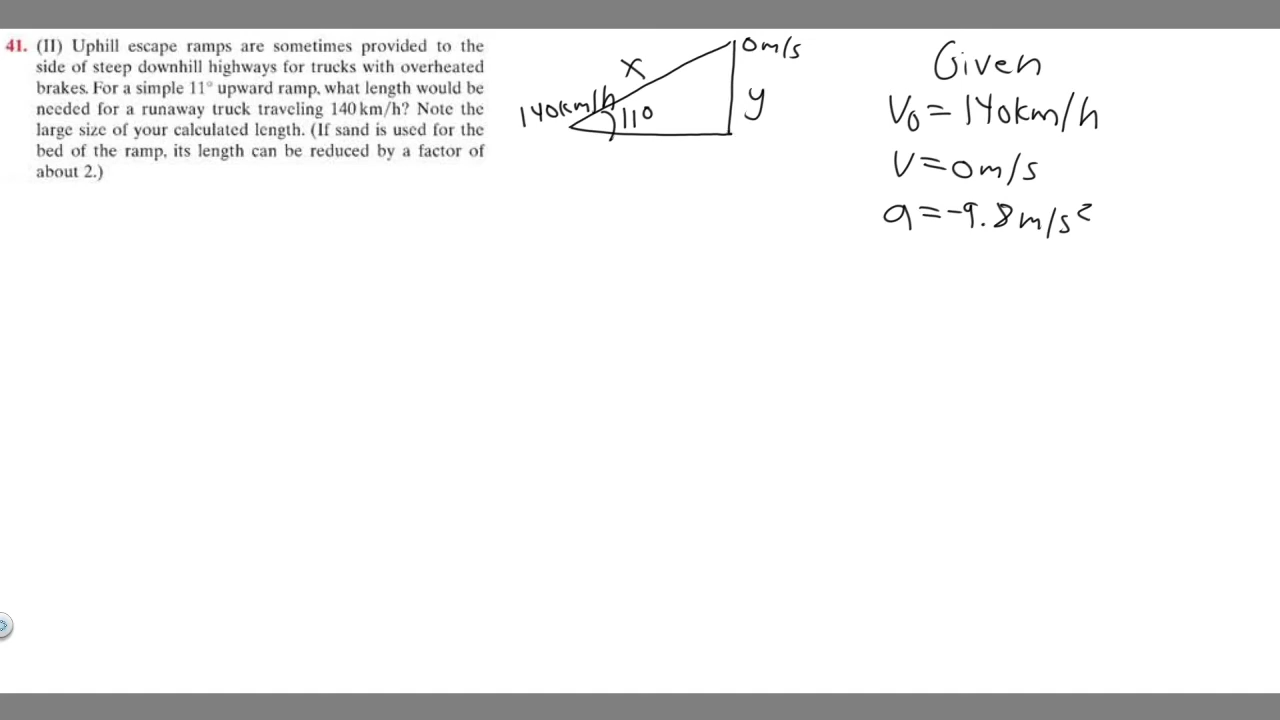 41. (II) Uphill escape ramps are sometimes provided to the
side of steep downhill highways for trucks with overheated
brakes. For a simple 11° upward ramp, what length would be
needed for a runaway truck traveling 140 km/h? Note the
large size of your calculated length. (If sand is used for the
bed of the ramp, its length can be reduced by a factor of
about 2.)
x
0m/s
140km/h
11°
y
Given
V₀ = 140km/h
V = 0m/s
a = -9.8m/s²